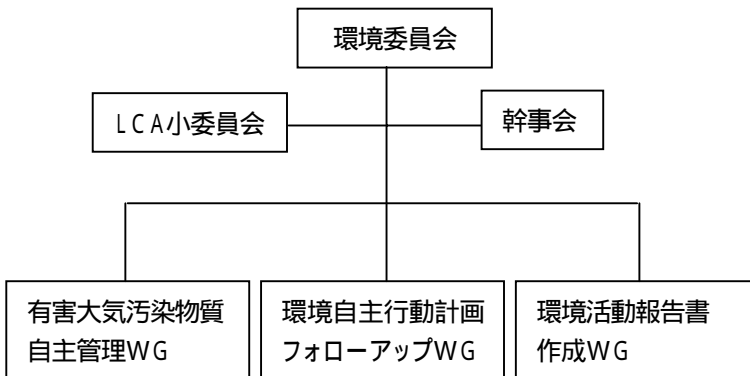 環境委員会
LCA小委員会
幹事会
有害大気汚染物質
自主管理WG
環境自主行動計画
フォローアップWG
環境活動報告書
作成WG